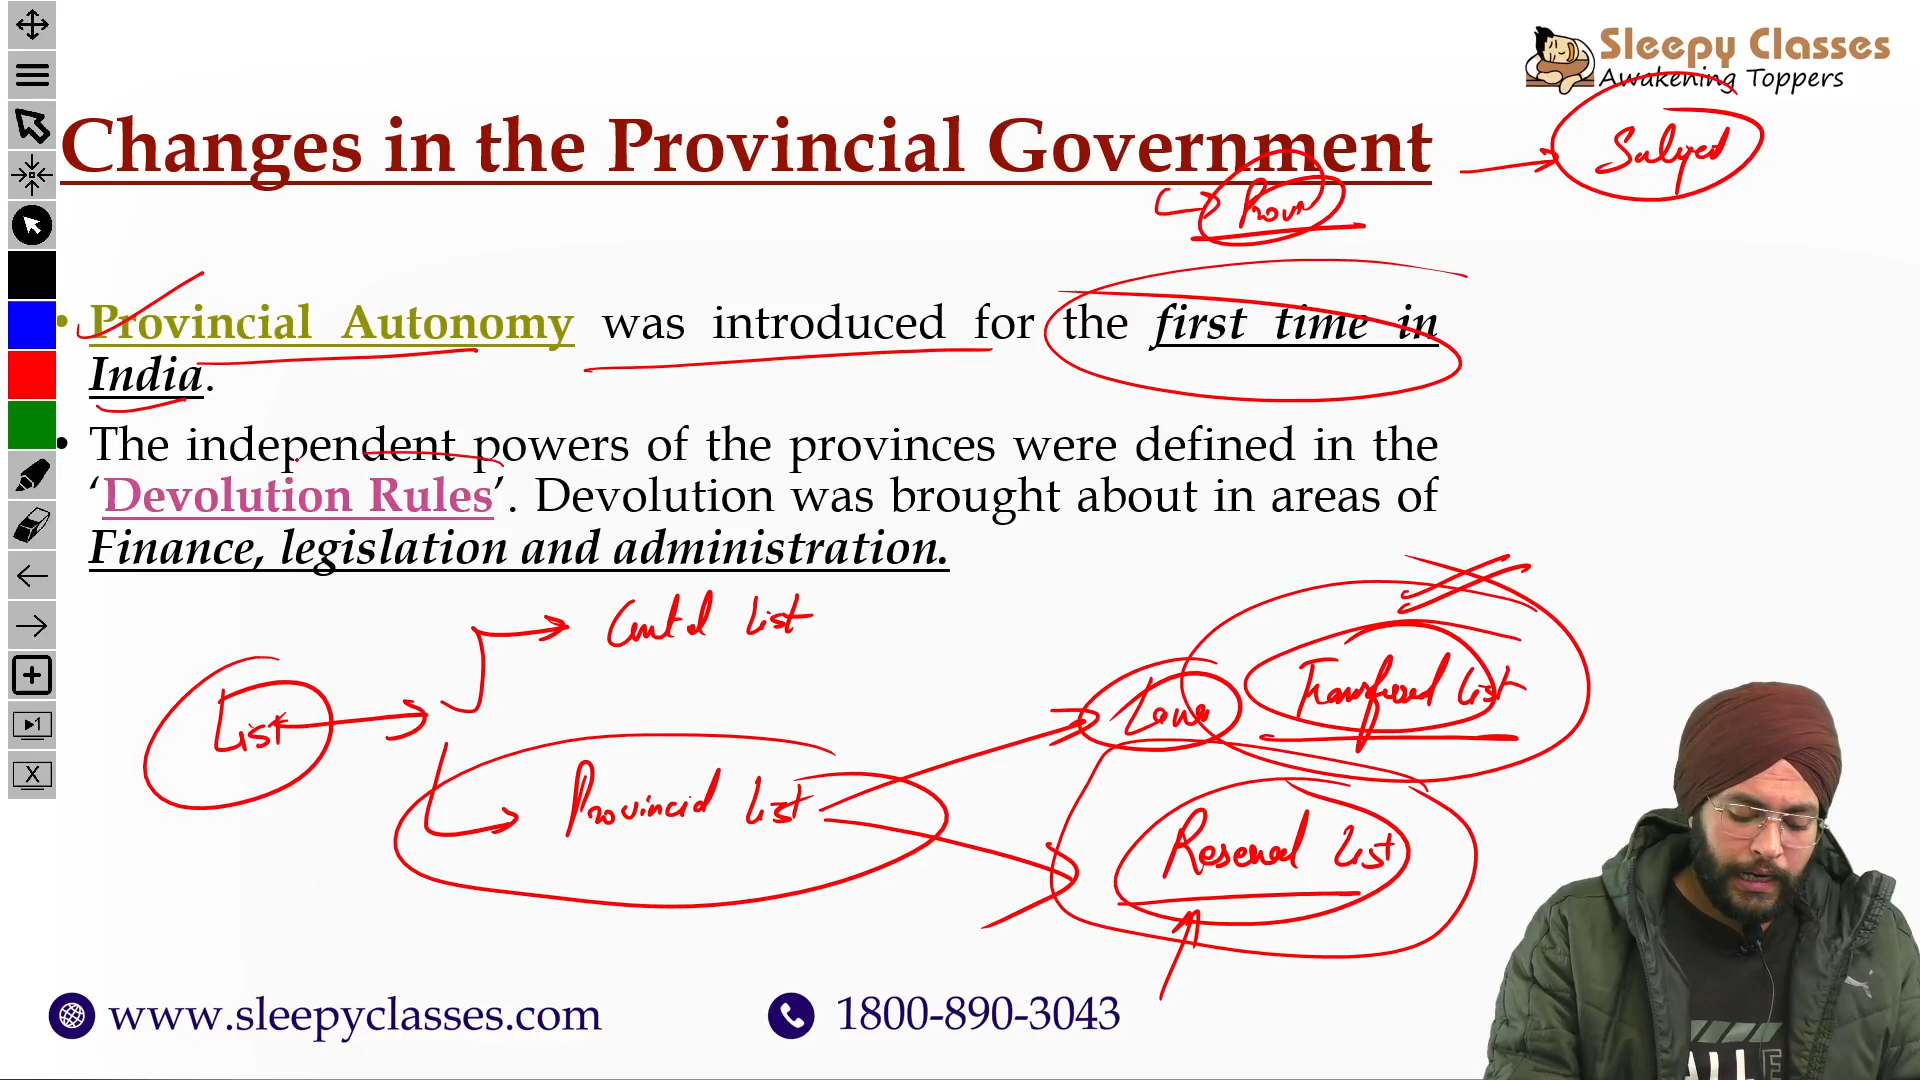 Sleepy Classes
Awakening Toppers
Changes in the Provincial Government
• Provincial Autonomy was introduced for the first time in
India.
• The independent powers of the provinces were defined in the
‘Devolution Rules’. Devolution was brought about in areas of
Finance, legislation and administration.
List
Central List
Provincial List
Transferred List
Reserved List
www.sleepyclasses.com
1800-890-3043